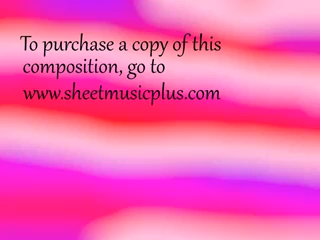 To purchase a copy of this
composition, go to
www.sheetmusicplus.com